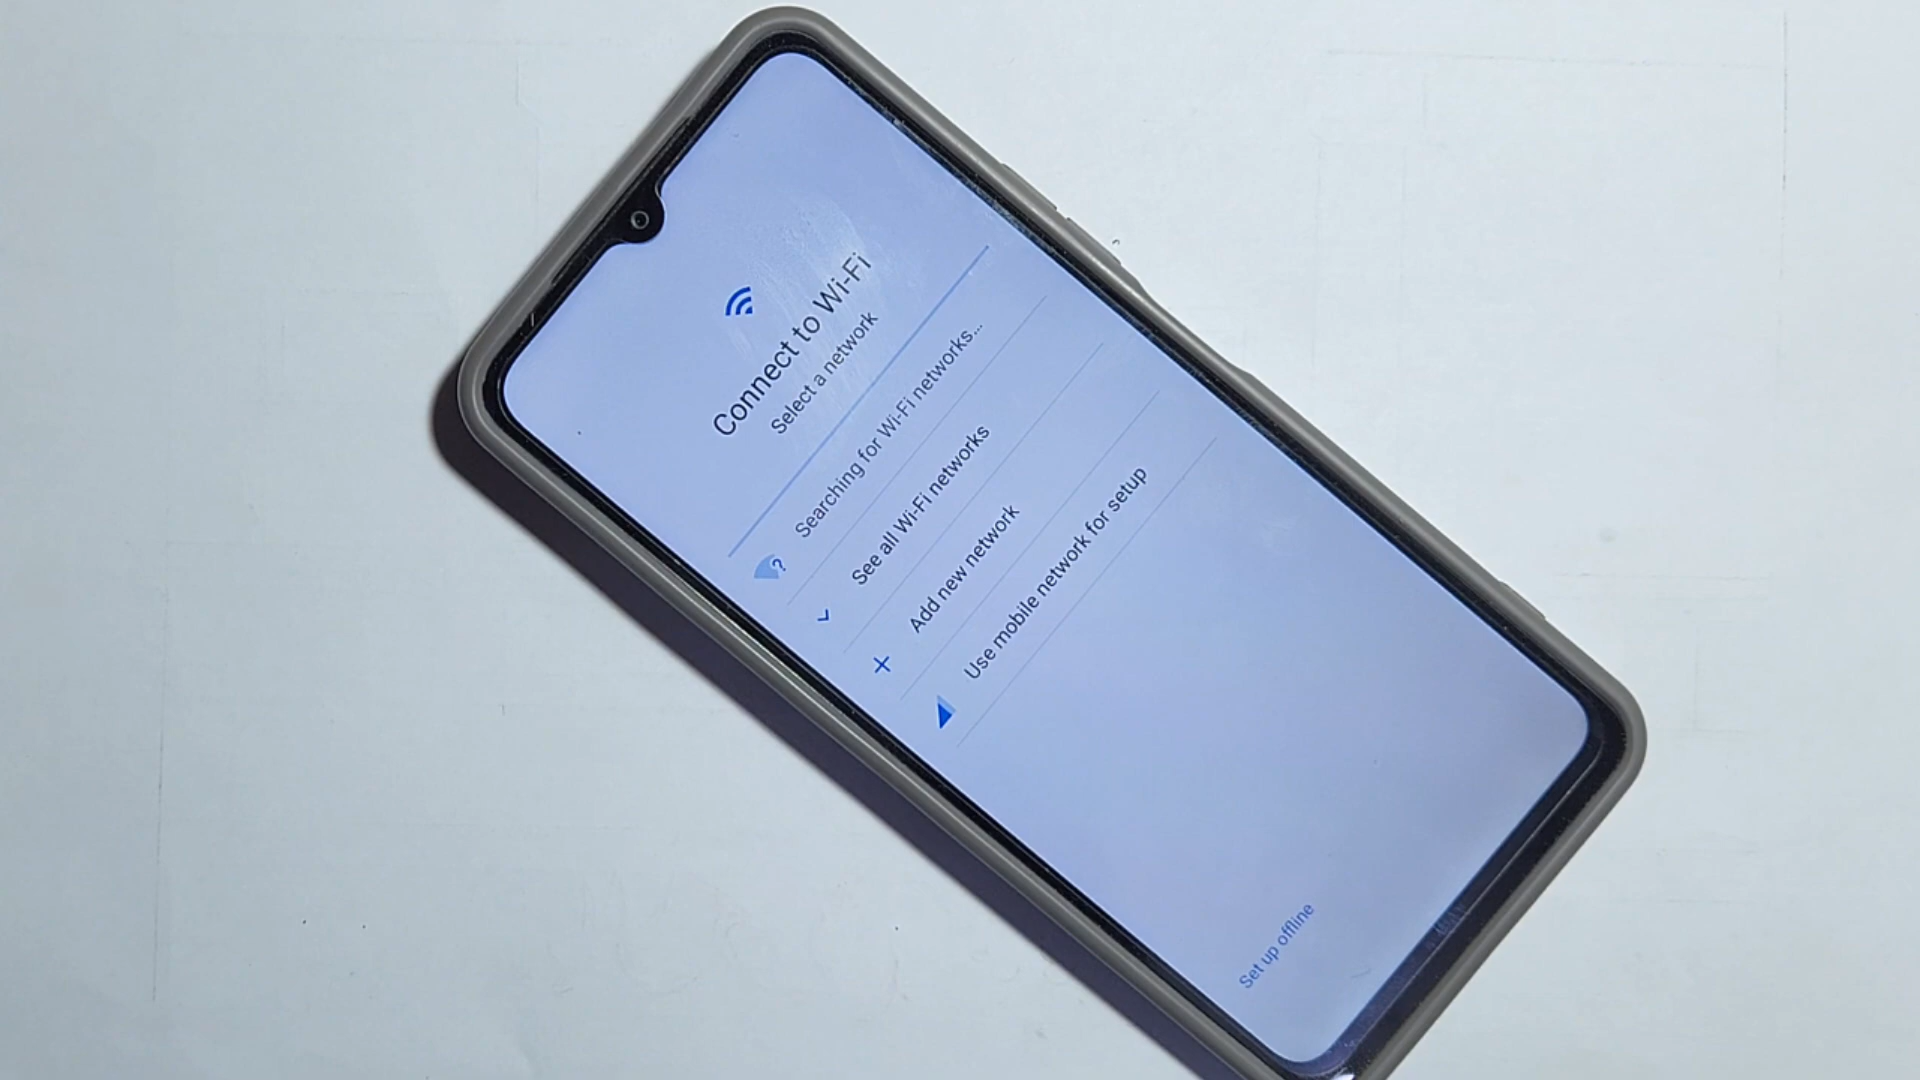 Connect to Wi-Fi
Select a network
Searching for Wi-Fi networks...
See all Wi-Fi networks
Add new network
Use mobile network for setup
Set up offline